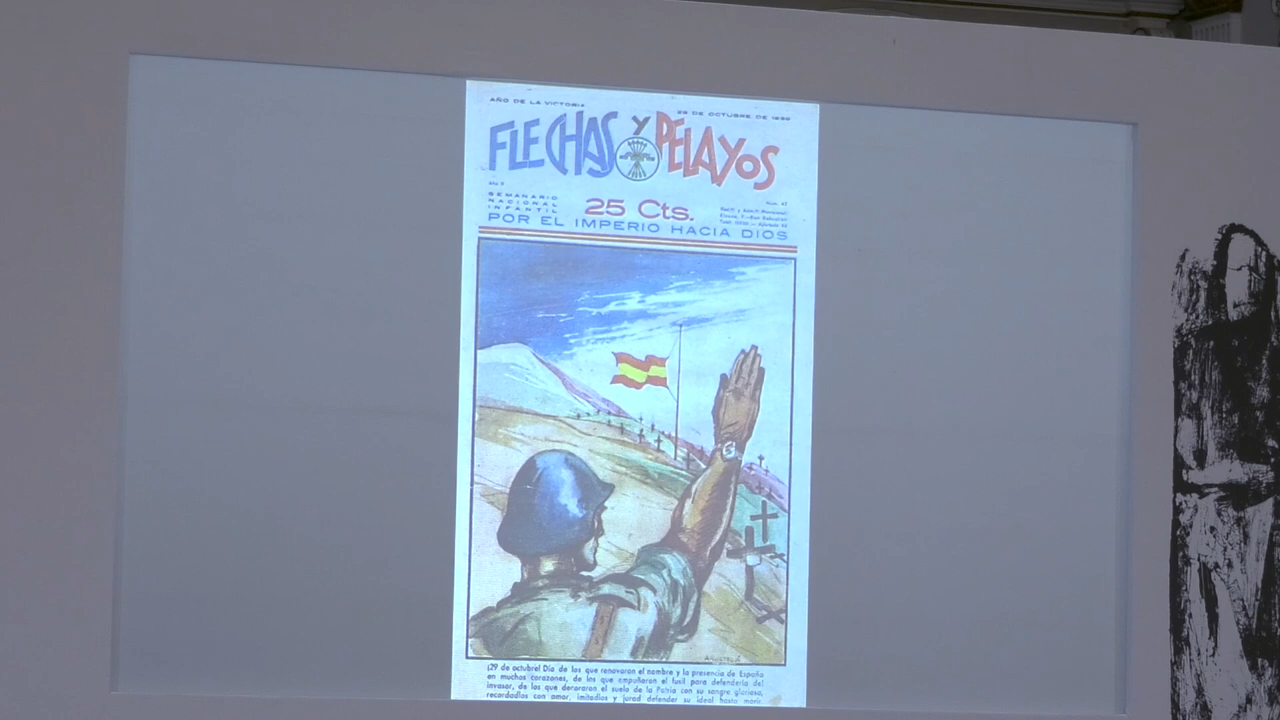 AÑO DE LA VICTORIA
29 DE OCTUBRE DE 1939
FLECHAS Y PELAYOS
SEMANARIO
NACIONAL
INFANTIL
25 Cts.
POR EL IMPERIO HACIA DIOS
¡29 de octubre! Día de los que renovaron el nombre y la presencia de España
en muchos corazones, de los que empuñaron el fusil para defenderla del
invasor, de los que devoraron el suelo de la Patria con su sangre gloriosa,
recordadlos con amor, imitadlos y jurad defender su ideal hasta morir.